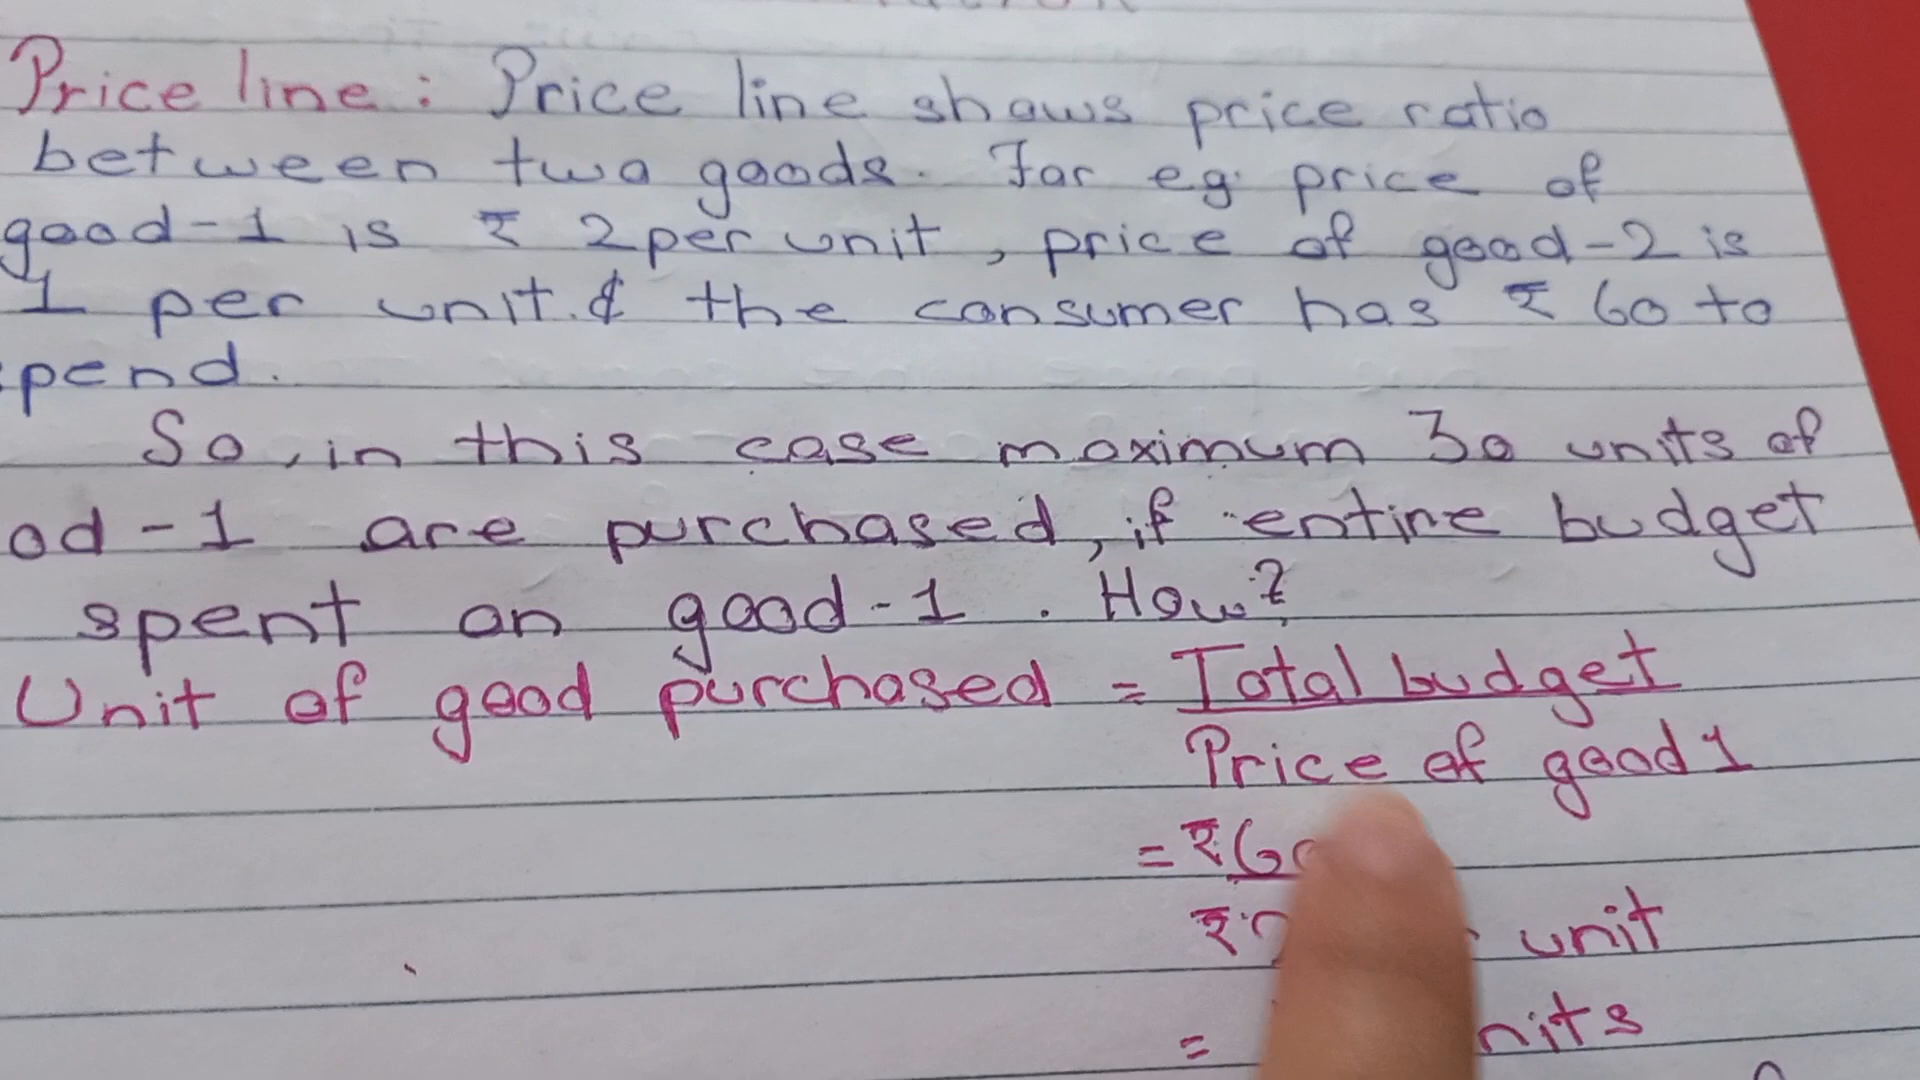 Price line : Price line shows price ratio
between two goods. For eg. price of
good-1 is ₹ 2 per unit, price of good-2 is
1 per unit. & the consumer has ₹ 60 to
spend.
So, in this case maximum 30 units of
od-1 are purchased, if entire budget
spent on good-1. How?
Unit of good purchased = Total budget
Price of good 1
= ₹60
₹2 unit
= nits